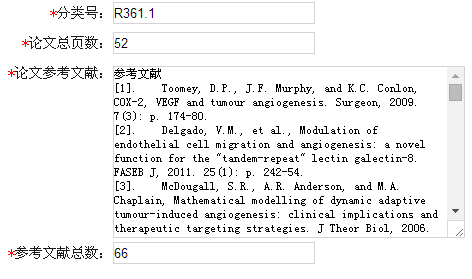 *分类号: R361.1
*论文总页数: 52
*论文参考文献: 参考文献
[1]. Toomey, D.P., J.F. Murphy, and K.C. Conlon,
COX-2, VEGF and tumour angiogenesis. Surgeon, 2009.
7(3): p. 174-80.
[2]. Delgado, V.M., et al., Modulation of
endothelial cell migration and angiogenesis: a novel
function for the "tandem-repeat" lectin galectin-8.
FASEB J, 2011. 25(1): p. 242-54.
[3]. McDougall, S.R., A.R. Anderson, and M.A.
Chaplain, Mathematical modelling of dynamic adaptive
tumour-induced angiogenesis: clinical implications and
therapeutic targeting strategies. J Theor Biol, 2006.
*参考文献总数: 66